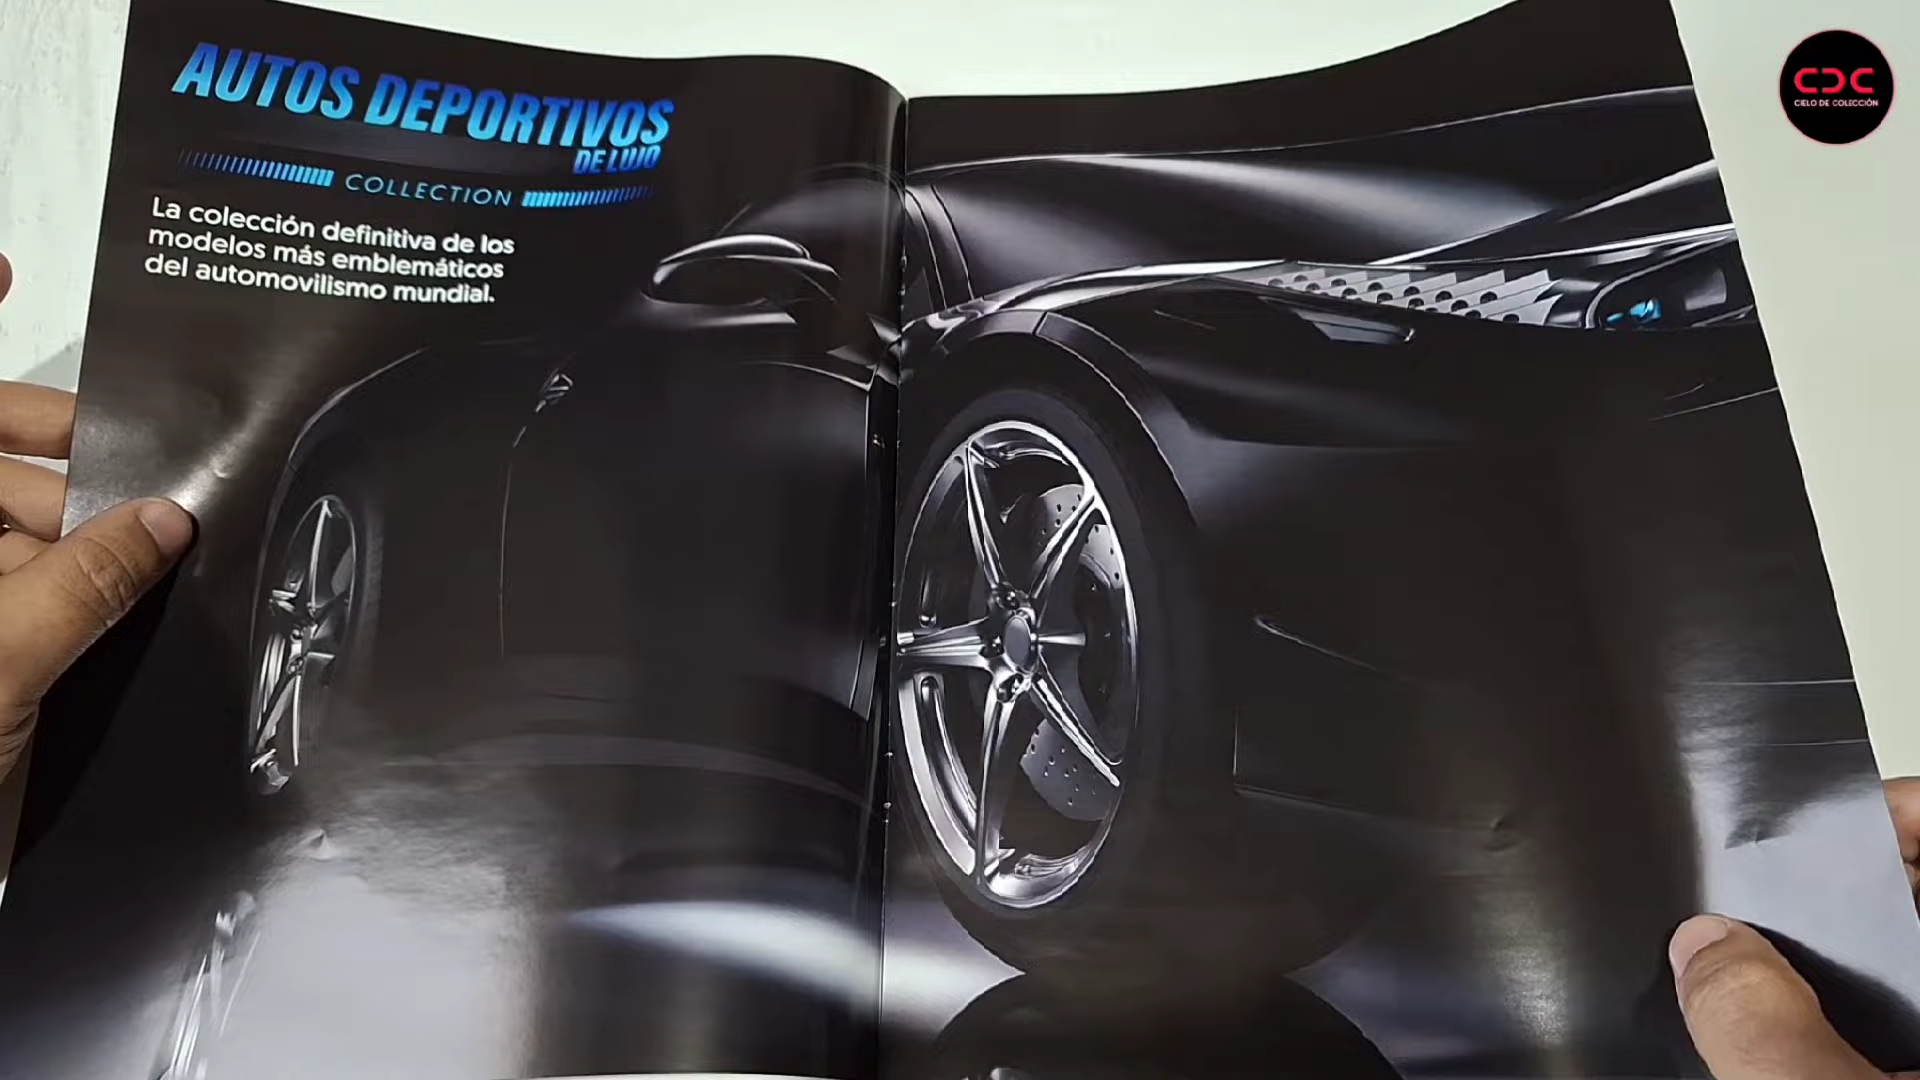 AUTOS DEPORTIVOS
DE LUJO
COLLECTION
La colección definitiva de los
modelos más emblemáticos
del automovilismo mundial.
CDC
CIELO DE COLECCIÓN